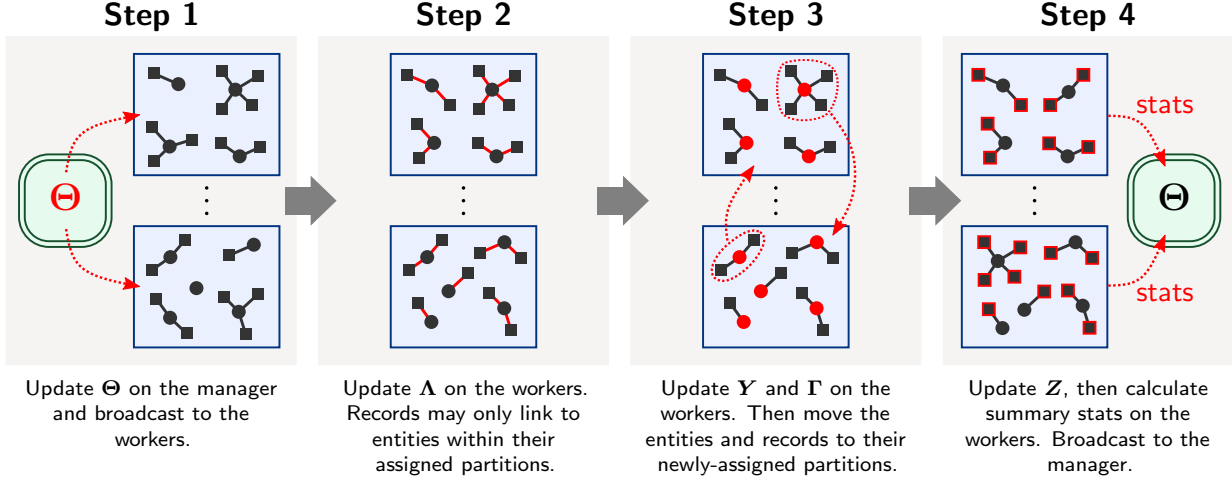 Step 1
Step 2
Step 3
Step 4
Θ
stats
Θ
stats
Update Θ on the manager
and broadcast to the
workers.
Update Λ on the workers.
Records may only link to
entities within their
assigned partitions.
Update Y and Γ on the
workers. Then move the
entities and records to their
newly-assigned partitions.
Update Z, then calculate
summary stats on the
workers. Broadcast to the
manager.